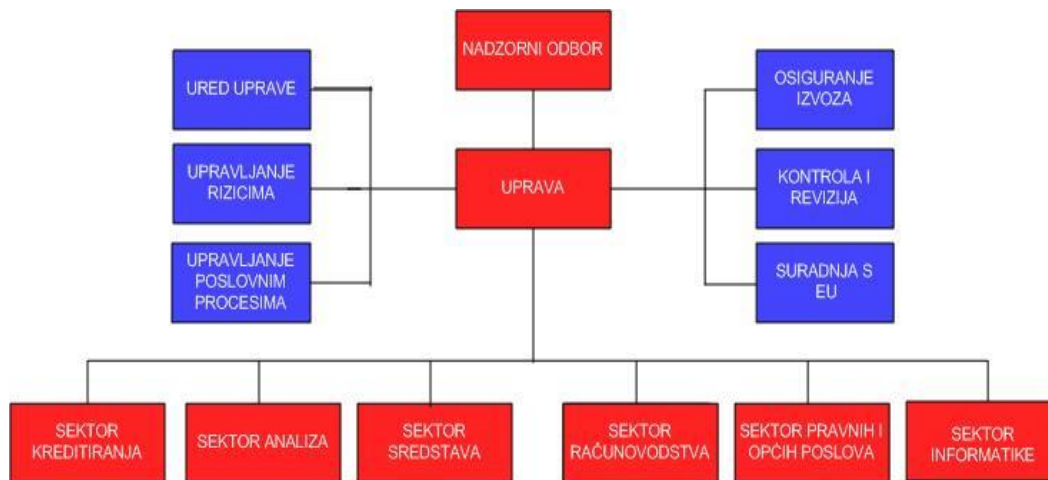 NADZORNI ODBOR
URED UPRAVE
OSIGURANJE
IZVOZA
UPRAVLJANJE
RIZICIMA
UPRAVA
KONTROLA I
REVIZIJA
UPRAVLJANJE
POSLOVNIM
PROCESIMA
SURADNJA S
EU
SEKTOR
KREDITIRANJA
SEKTOR ANALIZA
SEKTOR
SREDSTAVA
SEKTOR
RAČUNOVODSTVA
SEKTOR PRAVNIH I
OPĆIH POSLOVA
SEKTOR
INFORMATIKE